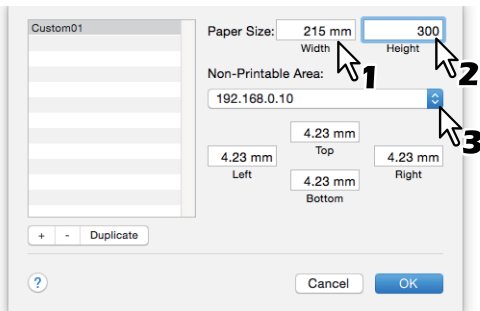 Custom01
Paper Size: 215 mm 300
Width Height
1 2
Non-Printable Area:
192.168.0.10
3
4.23 mm
Top
4.23 mm 4.23 mm
Left Right
4.23 mm
Bottom
+ - Duplicate
? Cancel OK